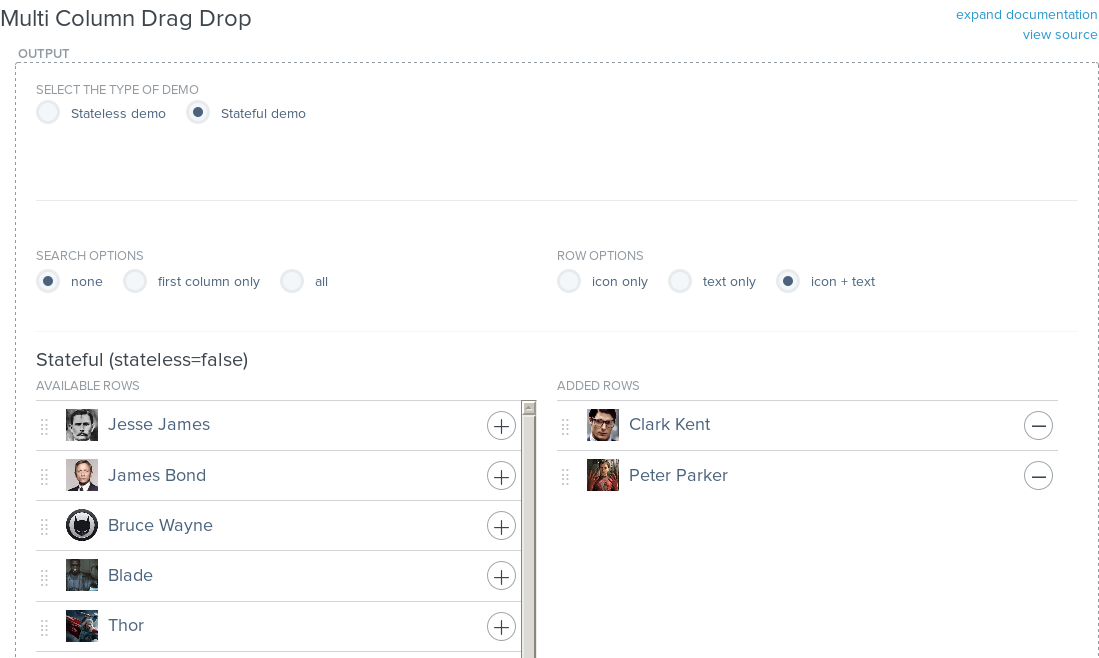 Multi Column Drag Drop
expand documentation
view source
OUTPUT
SELECT THE TYPE OF DEMO
Stateless demo
Stateful demo
SEARCH OPTIONS
none
first column only
all
ROW OPTIONS
icon only
text only
icon + text
Stateful (stateless=false)
AVAILABLE ROWS
Jesse James
James Bond
Bruce Wayne
Blade
Thor
ADDED ROWS
Clark Kent
Peter Parker